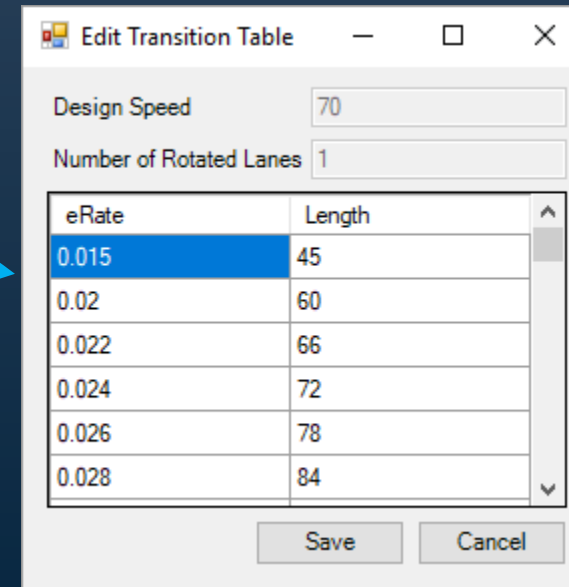 Edit Transition Table
Design Speed 70
Number of Rotated Lanes 1
eRate Length
0.015 45
0.02 60
0.022 66
0.024 72
0.026 78
0.028 84
Save Cancel